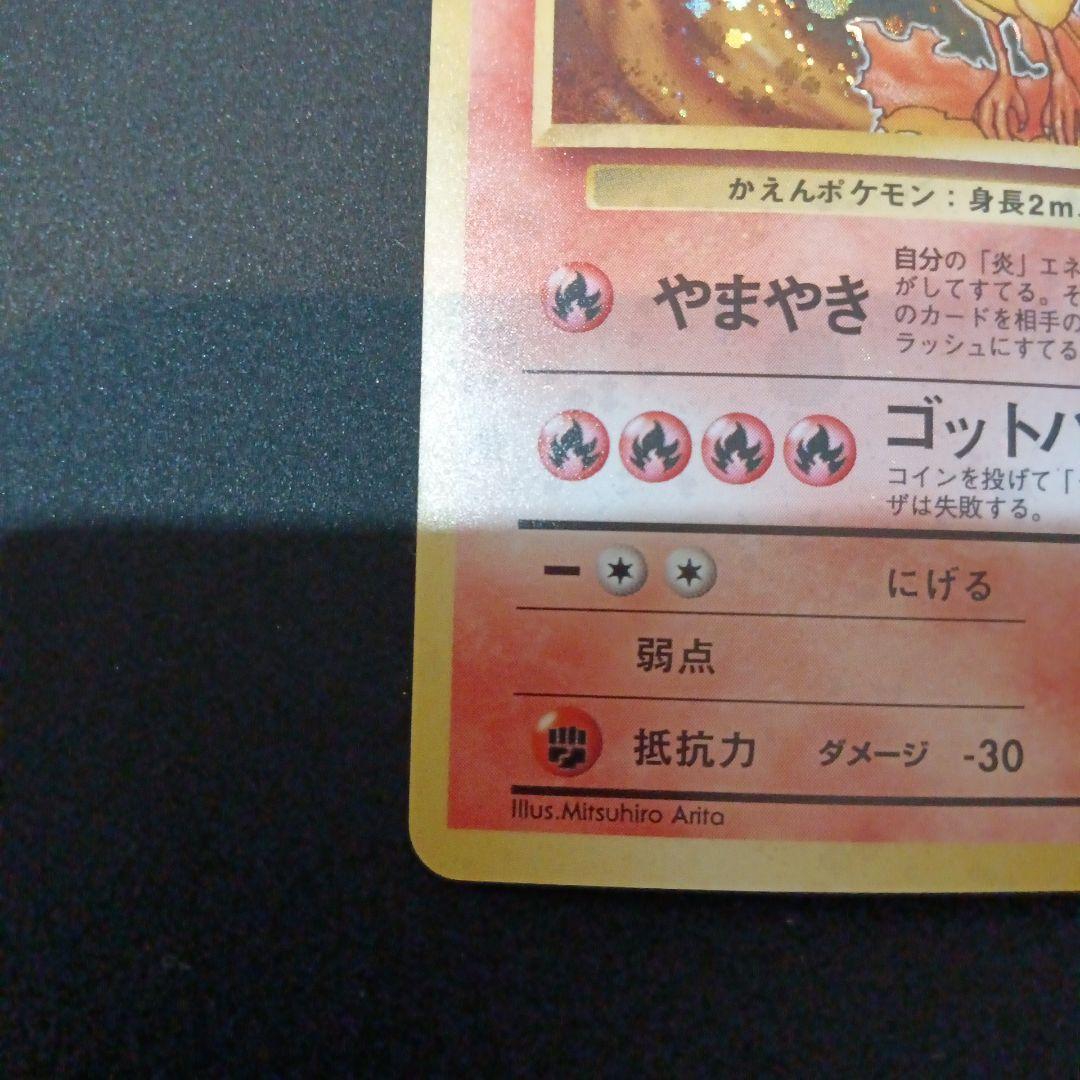 かえんポケモン：身長2m.
やまやき
自分の「炎」エネ
がしてすてる。そ
のカードを相手の
ラッシュにすてる
ゴットバ
コインを投げて「
ザは失敗する。
にげる
弱点
抵抗力 ダメージ -30
Illus.Mitsuhiro Arita